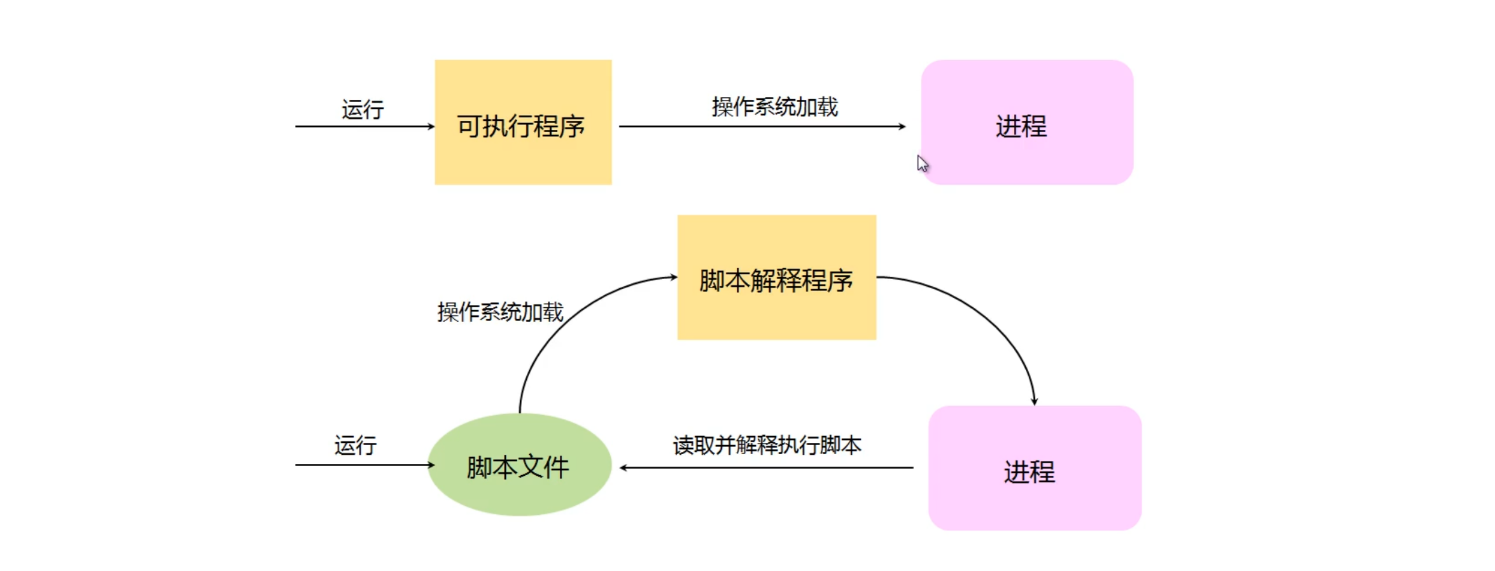 运行
可执行程序
操作系统加载
进程
脚本解释程序
操作系统加载
运行
脚本文件
读取并解释执行脚本
进程